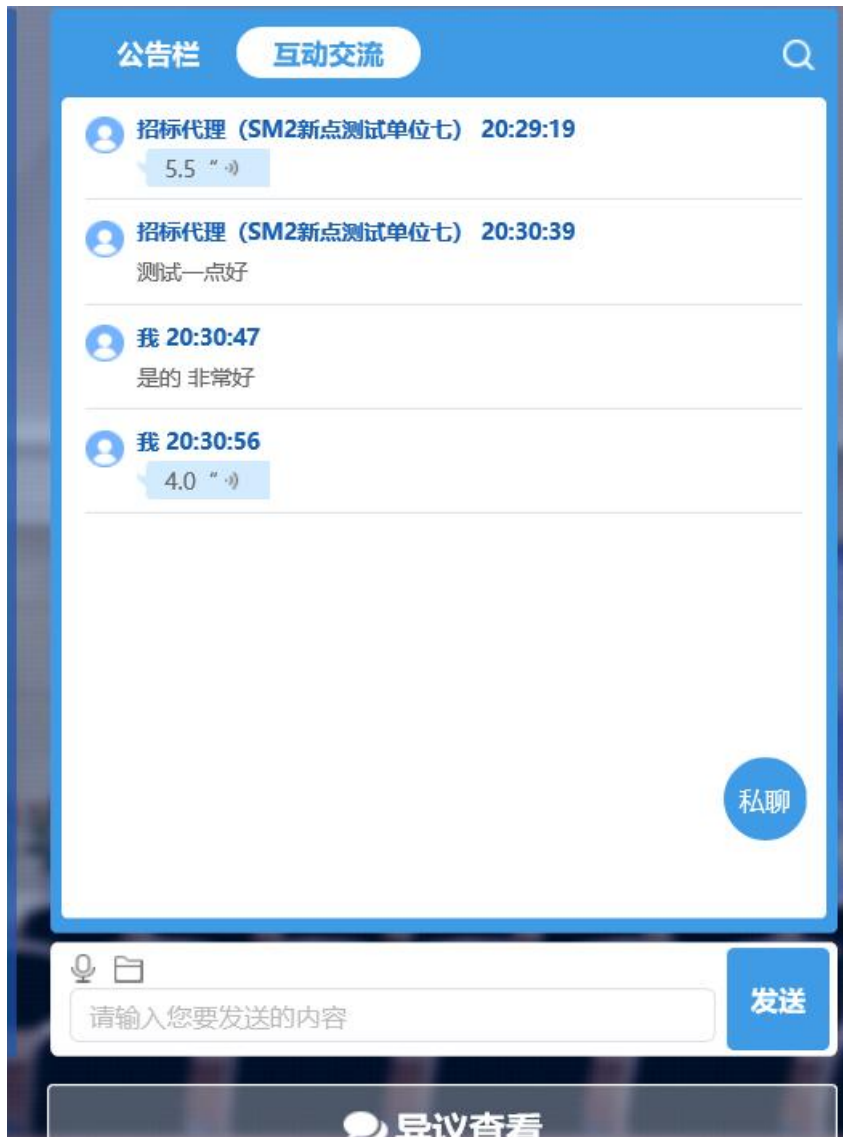 公告栏 互动交流
招标代理（SM2新点测试单位七） 20:29:19
5.5 “
招标代理（SM2新点测试单位七） 20:30:39
测试一点好
我 20:30:47
是的 非常好
我 20:30:56
4.0 “
私聊
请输入您要发送的内容
发送
异议查看